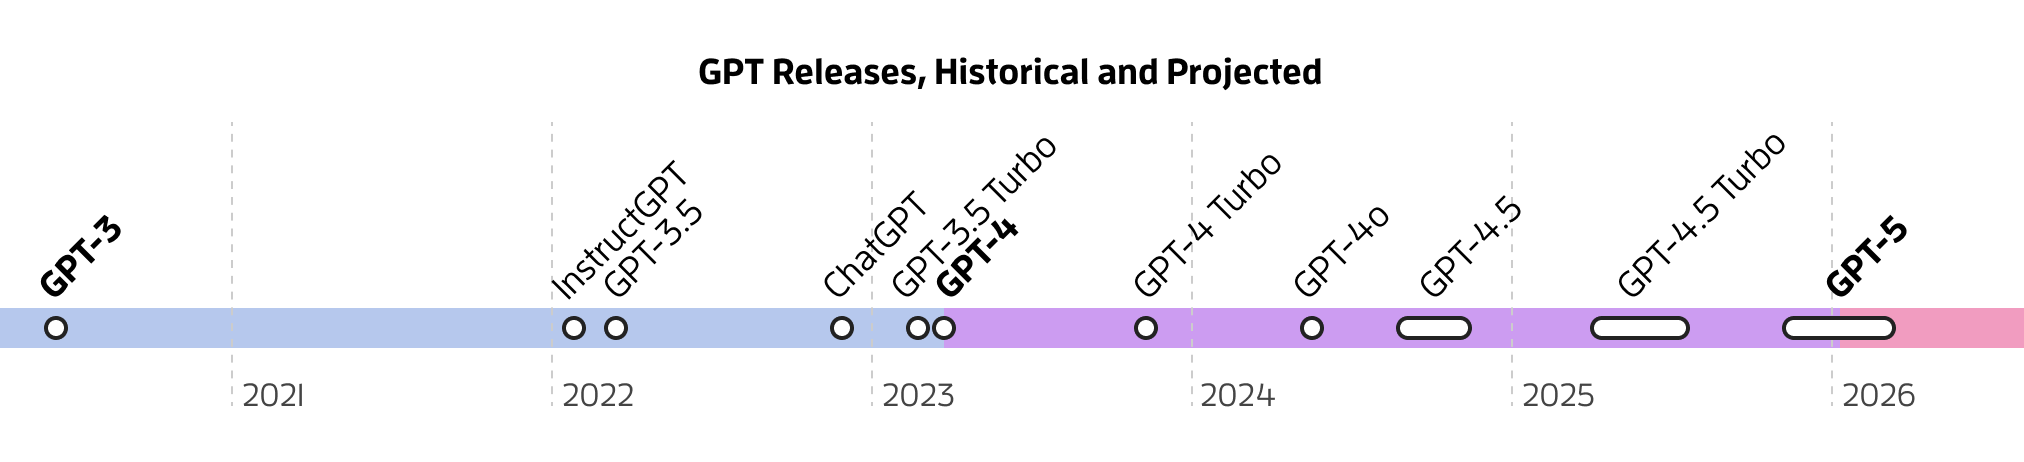 GPT Releases, Historical and Projected
GPT-3
InstructGPT
GPT-3.5
ChatGPT
GPT-3.5 Turbo
GPT-4
GPT-4 Turbo
GPT-4o
GPT-4.5
GPT-4.5 Turbo
GPT-5
2021
2022
2023
2024
2025
2026